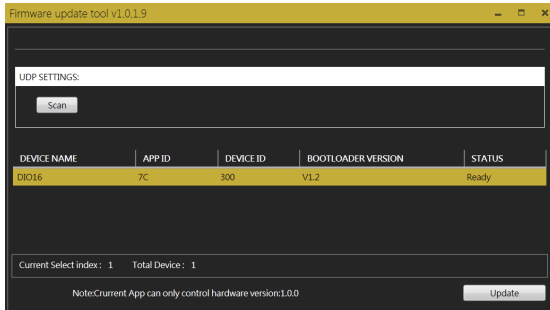 Firmware update tool v1.0.1.9
UDP SETTINGS:
Scan
DEVICE NAME APP ID DEVICE ID BOOTLOADER VERSION STATUS
DIO16 7C 300 V1.2 Ready
Current Select index : 1 Total Device : 1
Note:Crurrent App can only control hardware version:1.0.0
Update